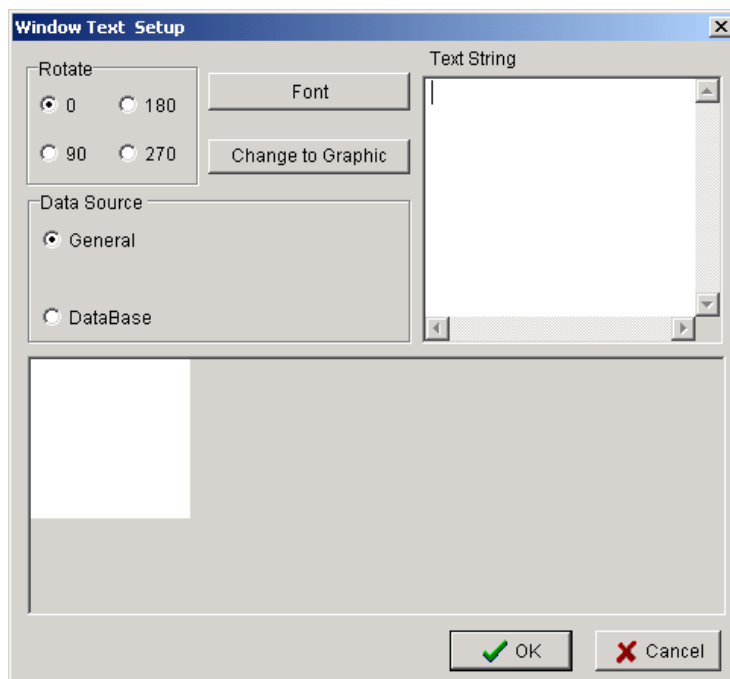 Window Text  Setup
Rotate
0
180
90
270
Font
Change to Graphic
Text String
Data Source
General
DataBase
OK
Cancel